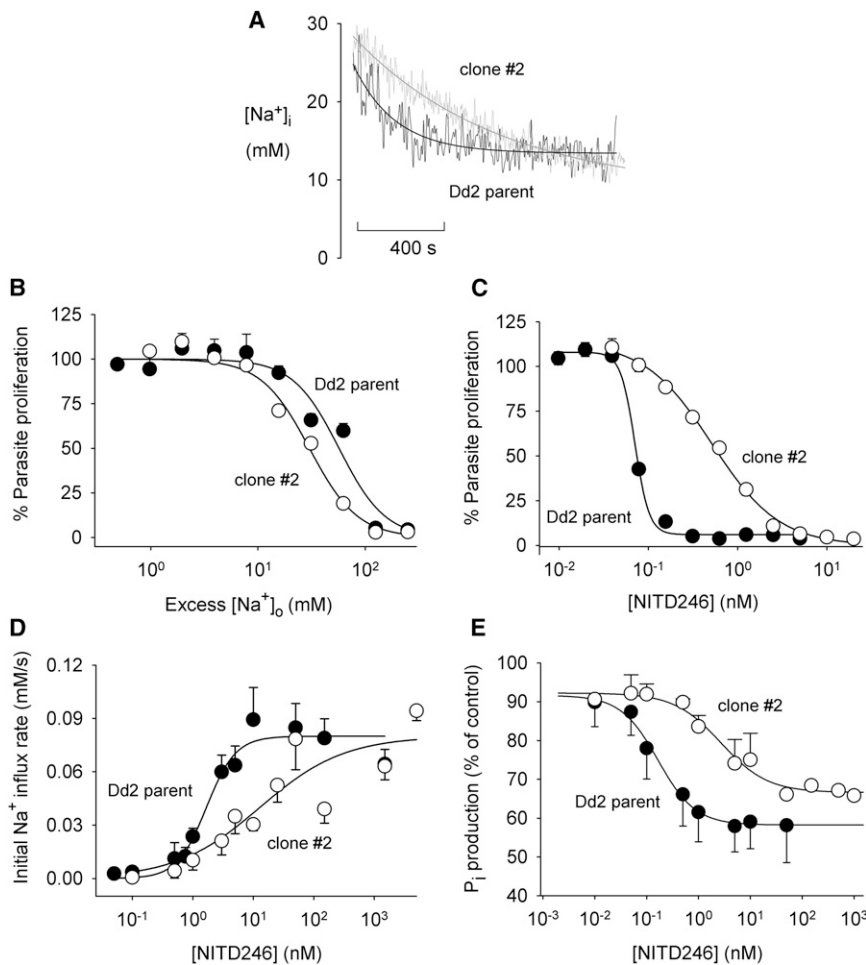 A
30
20
10
0
[Na⁺]ᵢ
(mM)
clone #2
Dd2 parent
400 s
B
125
100
75
50
25
0
% Parasite proliferation
Dd2 parent
clone #2
10⁰
10¹
10²
Excess [Na⁺]ₒ (mM)
C
125
100
75
50
25
0
% Parasite proliferation
clone #2
Dd2 parent
10⁻²
10⁻¹
10⁰
10¹
[NITD246] (nM)
D
0.12
0.09
0.06
0.03
0.00
Initial Na⁺ influx rate (mM/s)
Dd2 parent
clone #2
10⁻¹
10⁰
10¹
10²
10³
[NITD246] (nM)
E
100
90
80
70
60
50
40
Pᵢ production (% of control)
clone #2
Dd2 parent
10⁻³
10⁻²
10⁻¹
10⁰
10¹
10²
10³
[NITD246] (nM)